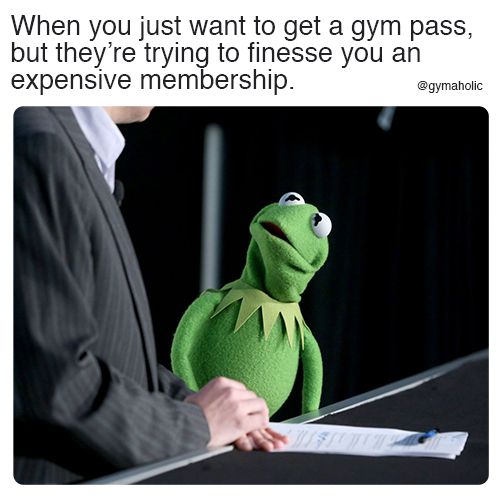 When you just want to get a gym pass,
but they’re trying to finesse you an
expensive membership.
@gymaholic